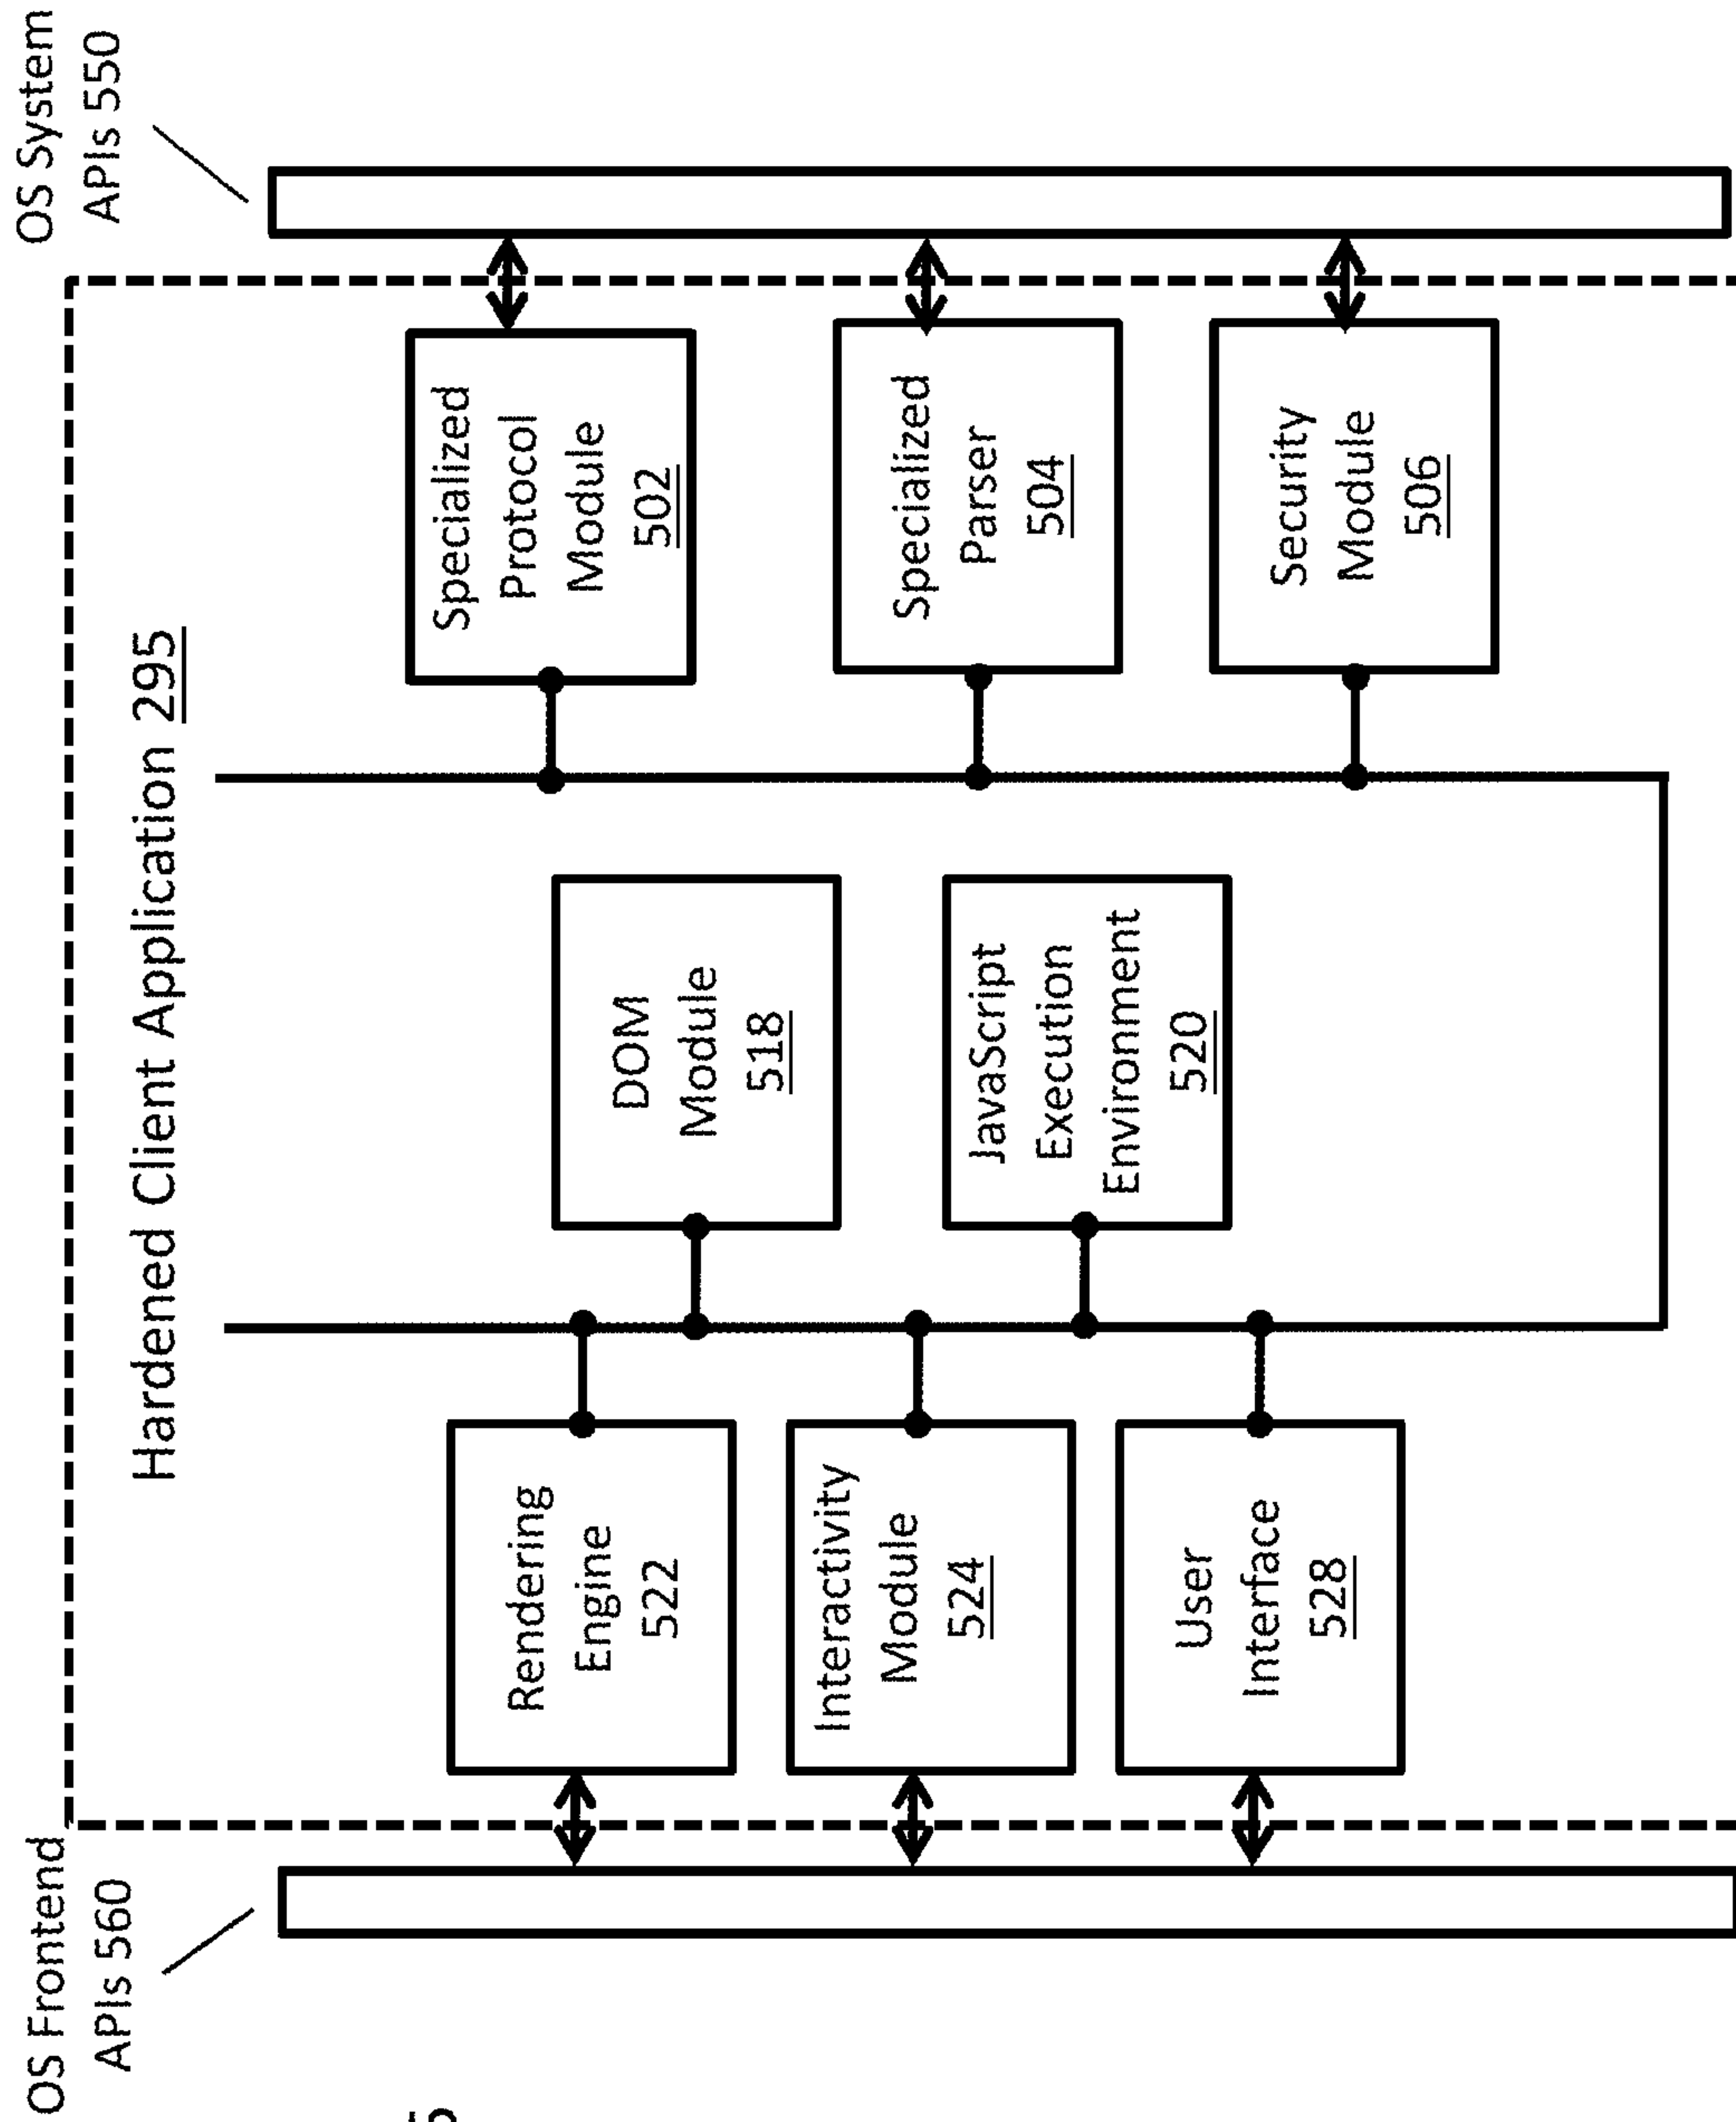 OS Frontend
APIs 560
OS System
APIs 550
Hardened Client Application 295
Rendering
Engine
522
Interactivity
Module
524
User
Interface
528
DOM
Module
518
JavaScript
Execution
Environment
520
Specialized
Protocol
Module
502
Specialized
Parser
504
Security
Module
506